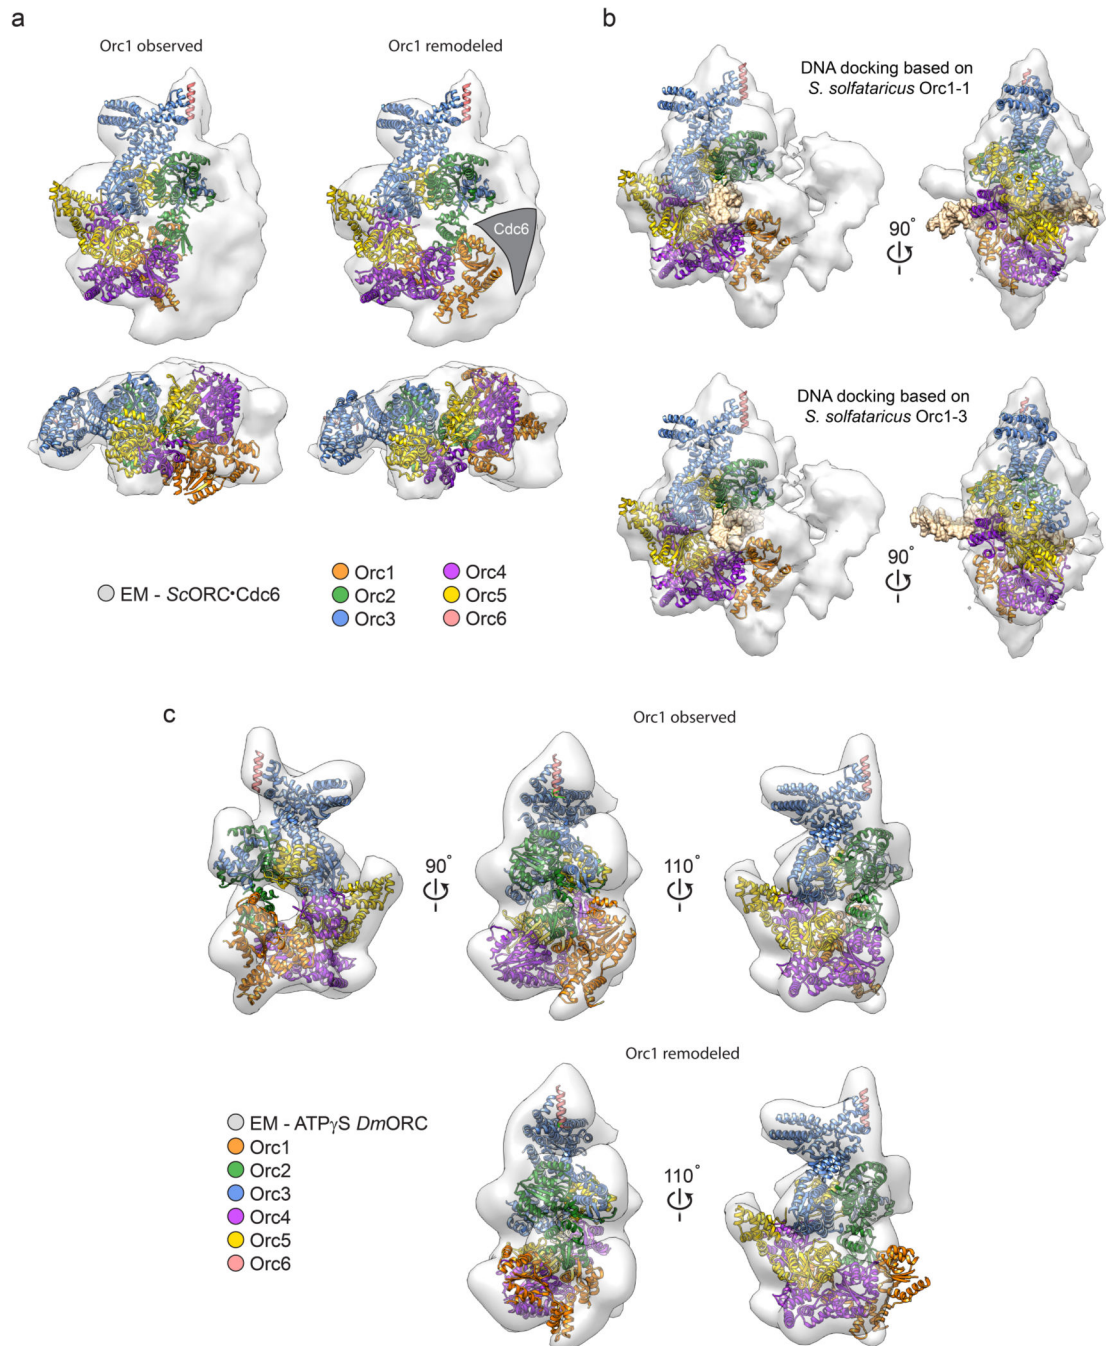 a
Orc1 observed
Orc1 remodeled
Cdc6
EM - ScORC•Cdc6
Orc1
Orc2
Orc3
Orc4
Orc5
Orc6
b
DNA docking based on
S. solfataricus Orc1-1
90°
DNA docking based on
S. solfataricus Orc1-3
90°
c
Orc1 observed
90°
110°
Orc1 remodeled
EM - ATPγS DmORC
Orc1
Orc2
Orc3
Orc4
Orc5
Orc6
110°